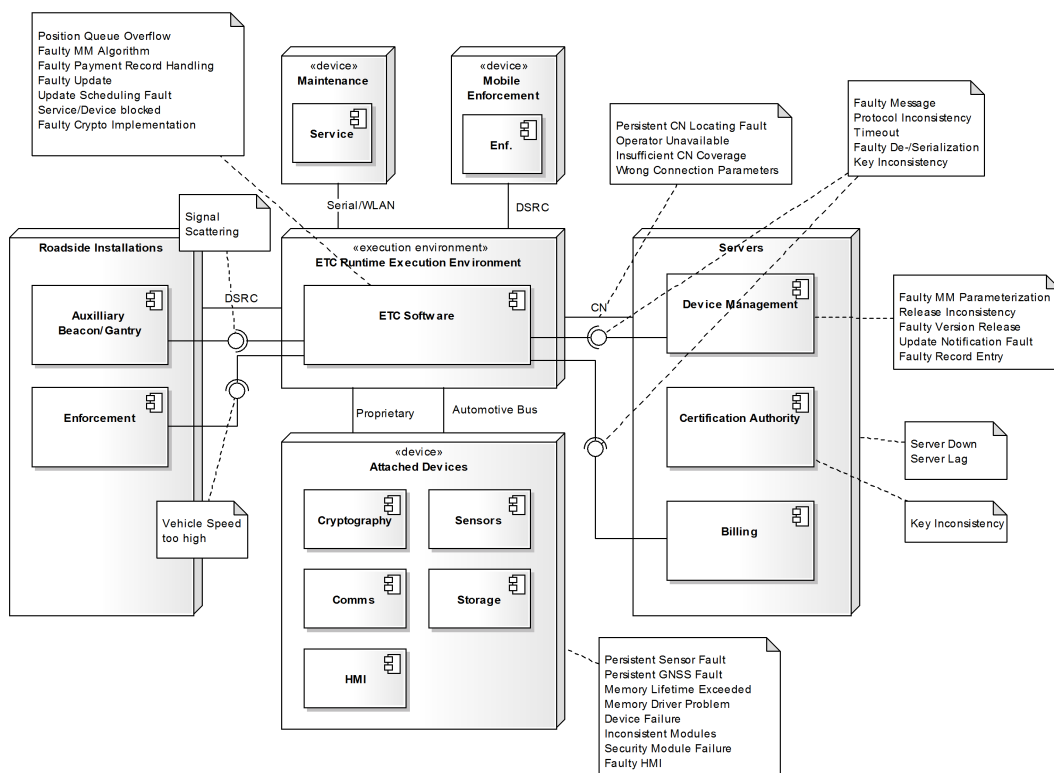 Position Queue Overflow
Faulty MM Algorithm
Faulty Payment Record Handling
Faulty Update
Update Scheduling Fault
Service/Device blocked
Faulty Crypto Implementation
«device»
Maintenance
Service
«device»
Mobile
Enforcement
Enf.
Persistent CN Locating Fault
Operator Unavailable
Insufficient CN Coverage
Wrong Connection Parameters
Faulty Message
Protocol Inconsistency
Timeout
Faulty De-/Serialization
Key Inconsistency
Serial/WLAN
DSRC
Signal
Scattering
Roadside Installations
Auxilliary
Beacon/Gantry
Enforcement
DSRC
«execution environment»
ETC Runtime Execution Environment
ETC Software
CN
Servers
Device Management
Certification Authority
Billing
Faulty MM Parameterization
Release Inconsistency
Faulty Version Release
Update Notification Fault
Faulty Record Entry
Server Down
Server Lag
Key Inconsistency
Proprietary
Automotive Bus
Vehicle Speed
too high
«device»
Attached Devices
Cryptography
Sensors
Comms
Storage
HMI
Persistent Sensor Fault
Persistent GNSS Fault
Memory Lifetime Exceeded
Memory Driver Problem
Device Failure
Inconsistent Modules
Security Module Failure
Faulty HMI